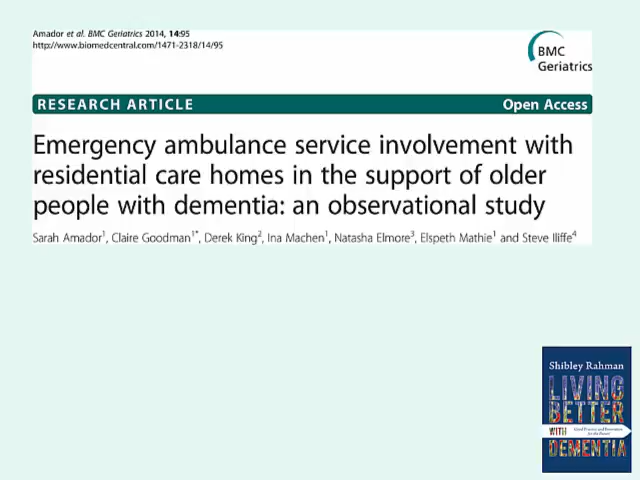 Amador et al. BMC Geriatrics 2014, 14:95
http://www.biomedcentral.com/1471-2318/14/95
BMC
Geriatrics
RESEARCH ARTICLE Open Access
Emergency ambulance service involvement with
residential care homes in the support of older
people with dementia: an observational study
Sarah Amador1, Claire Goodman1*, Derek King2, Ina Machen1, Natasha Elmore3, Elspeth Mathie1 and Steve Iliffe4
Shibley Rahman
LIVING
BETTER
WITH
DEMENTIA